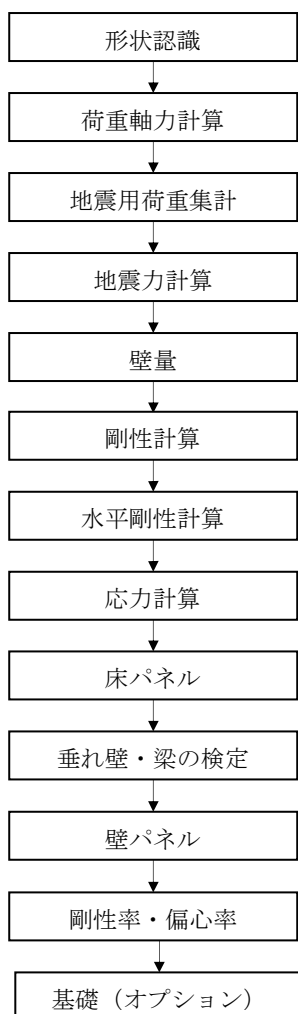 形状認識
荷重軸力計算
地震用荷重集計
地震力計算
壁量
剛性計算
水平剛性計算
応力計算
床パネル
垂れ壁・梁の検定
壁パネル
剛性率・偏心率
基礎（オプション）